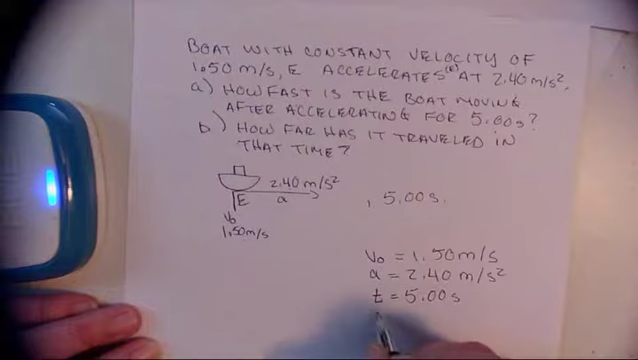 BOAT WITH CONSTANT VELOCITY OF
1.50 m/s, E ACCELERATES (E) AT 2.40 m/s².
a) HOW FAST IS THE BOAT MOVING
AFTER ACCELERATING FOR 5.00s?
b) HOW FAR HAS IT TRAVELED IN
THAT TIME?
2.40 m/s²
E a , 5.00 s.
v₀
1.50 m/s
v₀ = 1.50 m/s
a = 2.40 m/s²
t = 5.00 s